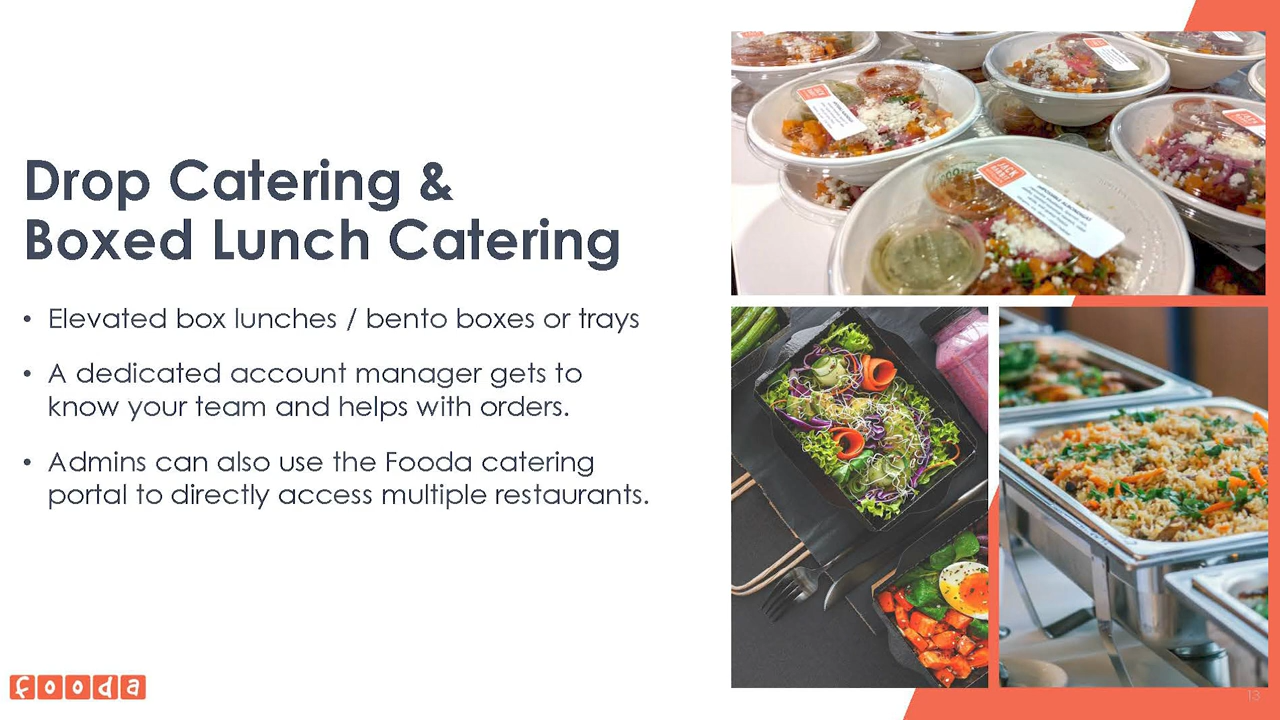 Drop Catering &
Boxed Lunch Catering
• Elevated box lunches / bento boxes or trays
• A dedicated account manager gets to
know your team and helps with orders.
• Admins can also use the Fooda catering
portal to directly access multiple restaurants.
JACK
fooda
13